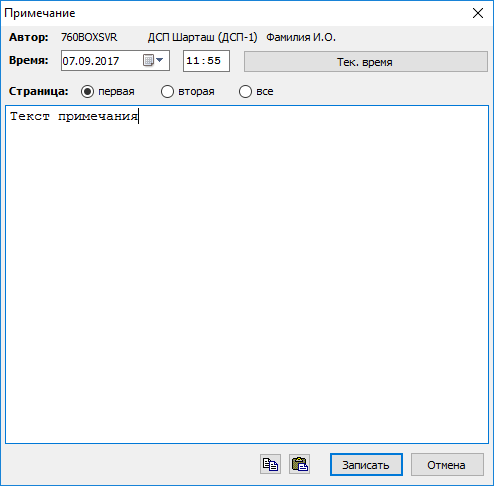 Примечание
Автор: 760BOXSVR ДСП Шарташ (ДСП-1) Фамилия И.О.
Время: 07.09.2017 11:55 Тек. время
Страница: первая вторая все
Текст примечания
Записать Отмена